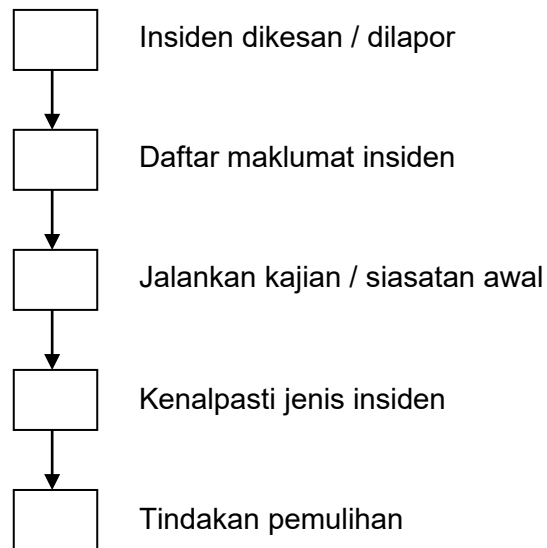 Insiden dikesan / dilapor
Daftar maklumat insiden
Jalankan kajian / siasatan awal
Kenalpasti jenis insiden
Tindakan pemulihan